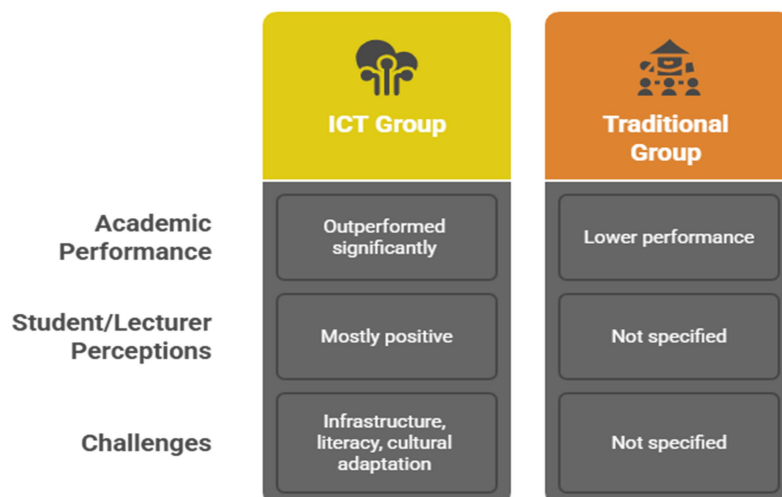 ICT Group
Traditional
Group
Academic
Performance
Outperformed
significantly
Lower performance
Student/Lecturer
Perceptions
Mostly positive
Not specified
Challenges
Infrastructure,
literacy, cultural
adaptation
Not specified